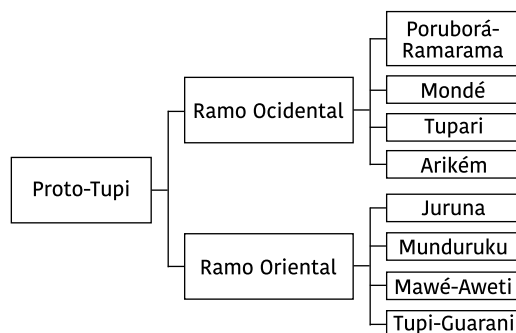 Proto-Tupi
Ramo Ocidental
Poruborá-
Ramarama
Mondé
Tupari
Arikém
Ramo Oriental
Juruna
Munduruku
Mawé-Aweti
Tupi-Guarani